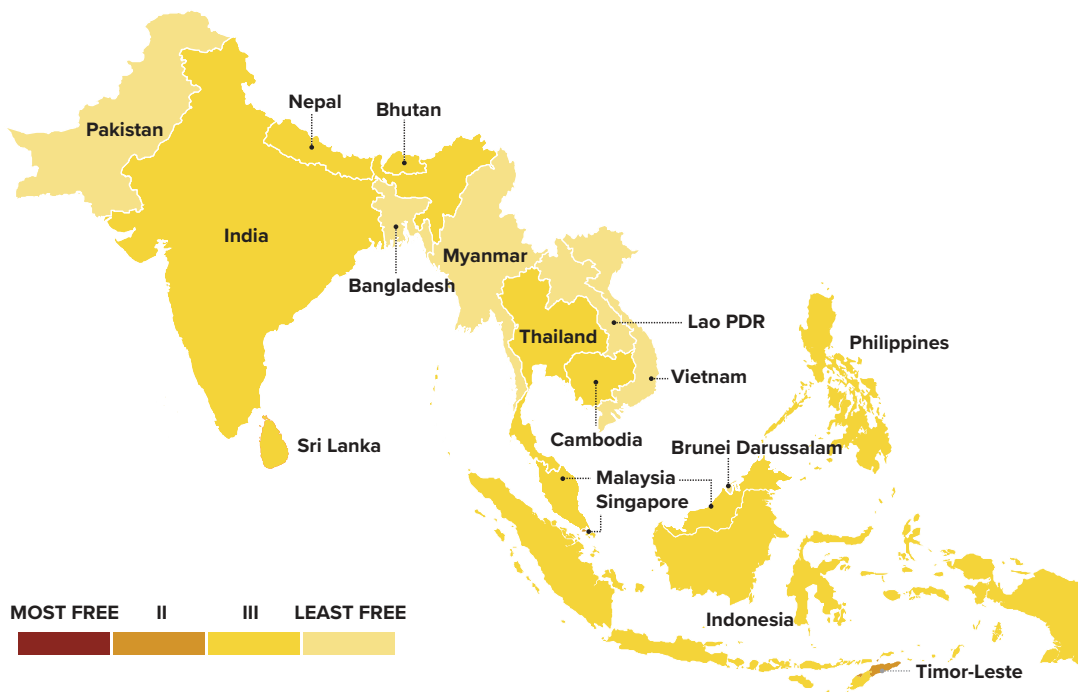 Nepal
Bhutan
Pakistan
India
Myanmar
Bangladesh
Lao PDR
Thailand
Philippines
Vietnam
Cambodia
Sri Lanka
Brunei Darussalam
Malaysia
Singapore
MOST FREE II III LEAST FREE
Indonesia
Timor-Leste